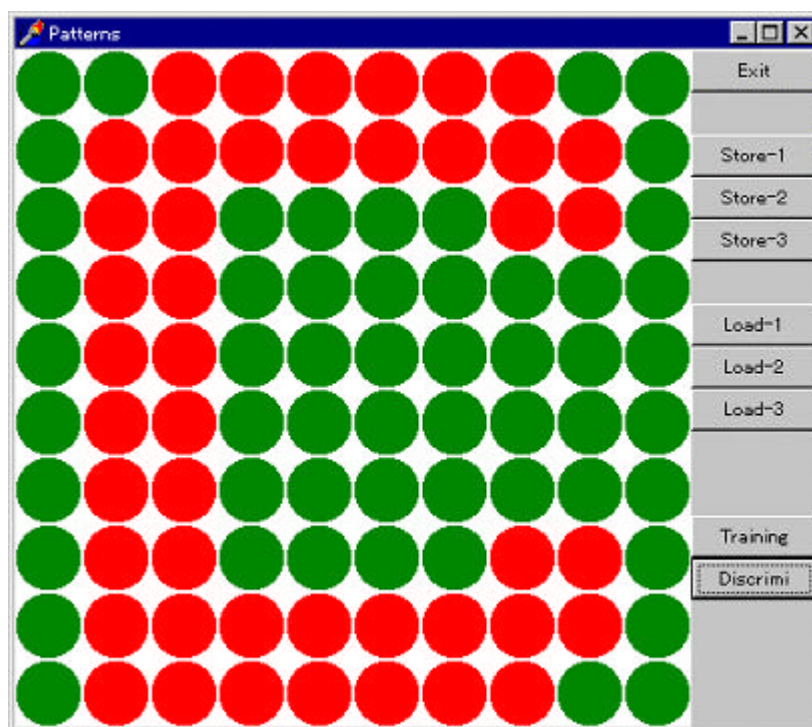 Patterns
Exit
Store-1
Store-2
Store-3
Load-1
Load-2
Load-3
Training
Discrimi